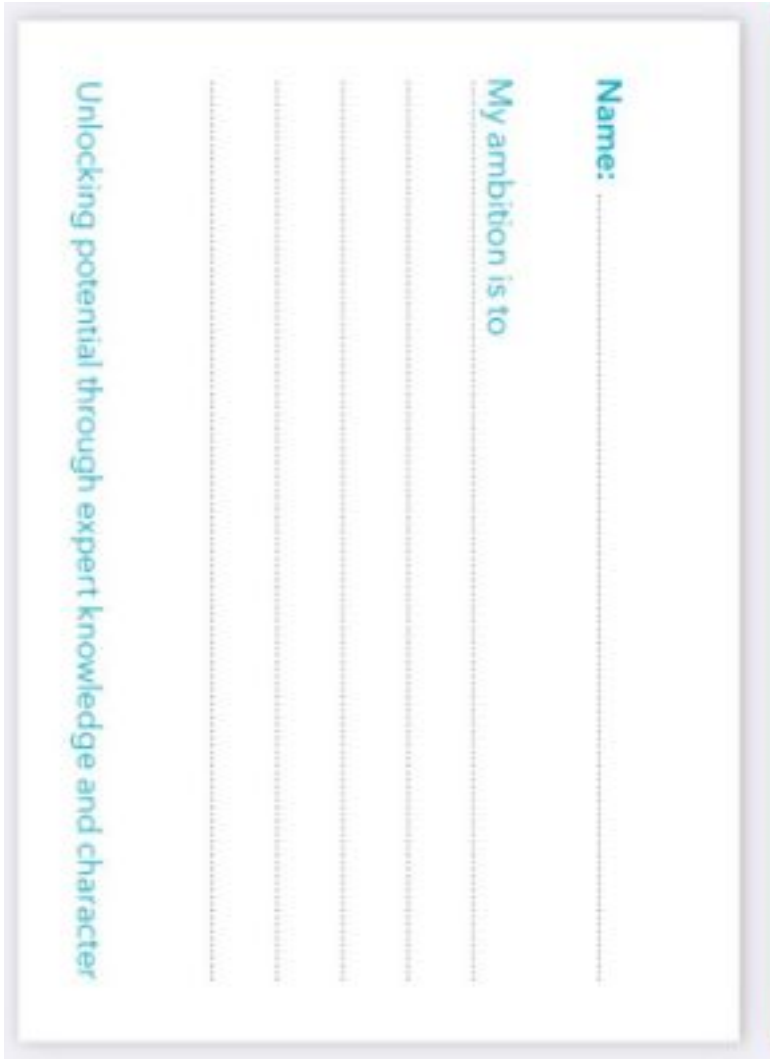 Name:
My ambition is to
Unlocking potential through expert knowledge and character